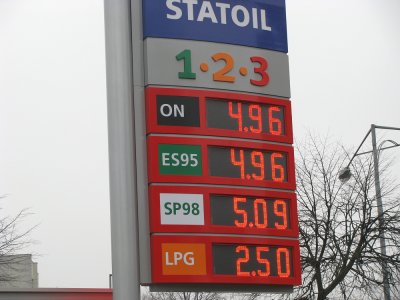 STATOIL
1·2·3
ON 4.96
ES95 4.96
SP98 5.09
LPG 2.50